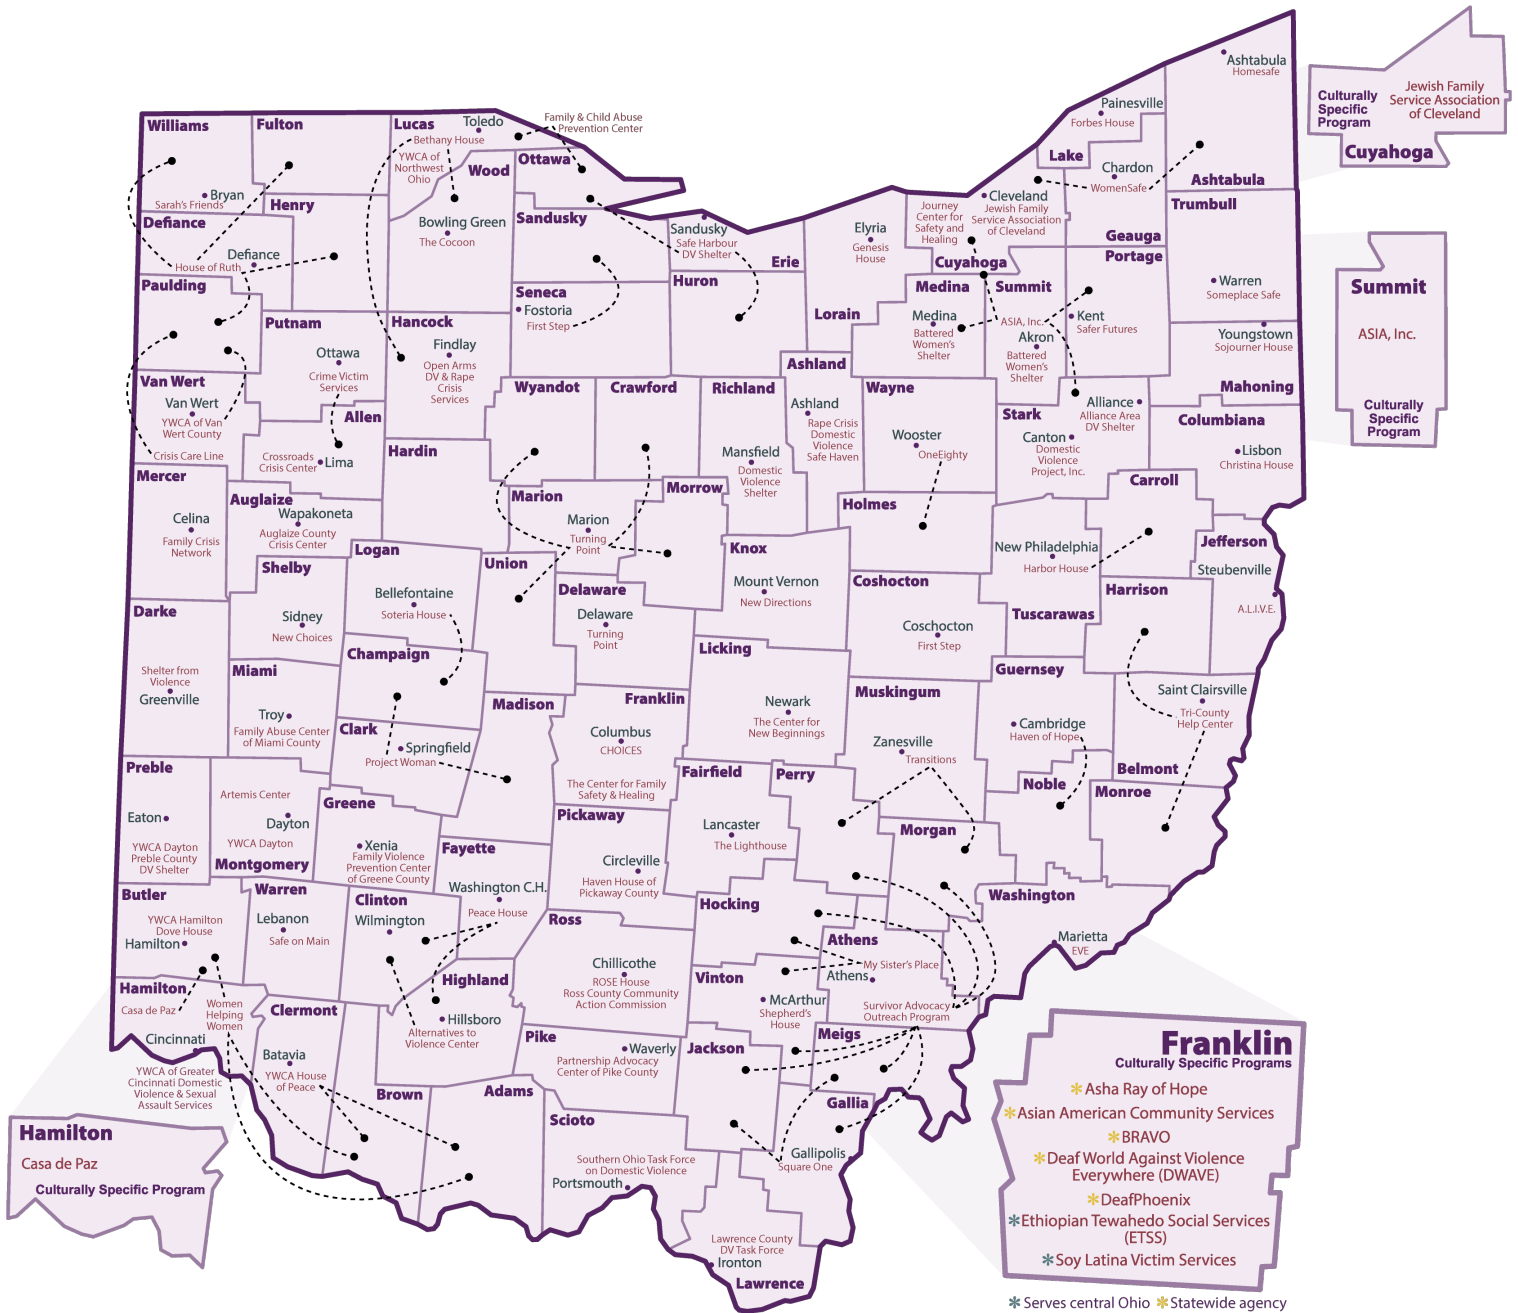 Ashtabula
Homesafe
Culturally
Specific
Program
Jewish Family
Service Association
of Cleveland
Cuyahoga
Painesville
Forbes House
Lake
Chardon
WomenSafe
Ashtabula
Geauga
Williams
Bryan
Sarah's Friends
Fulton
Lucas
Toledo
Bethany House
YWCA of
Northwest
Ohio
Family & Child Abuse
Prevention Center
Wood
Bowling Green
The Cocoon
Ottawa
Sandusky
Sandusky
Safe Harbour
DV Shelter
Erie
Elyria
Genesis
House
Lorain
Journey
Center for
Safety and
Healing
Cleveland
Jewish Family
Service Association
of Cleveland
Cuyahoga
Trumbull
Warren
Someplace Safe
Portage
Kent
Safer Futures
Henry
Defiance
Defiance
House of Ruth
Paulding
Putnam
Ottawa
Crime Victim
Services
Hancock
Findlay
Open Arms
DV & Rape
Crisis
Services
Seneca
Fostoria
First Step
Huron
Medina
Medina
Battered
Women's
Shelter
Summit
ASIA, Inc.
Akron
Battered
Women's
Shelter
Youngstown
Sojourner House
Mahoning
Summit
ASIA, Inc.
Culturally
Specific
Program
Van Wert
Van Wert
YWCA of Van
Wert County
Crisis Care Line
Allen
Crossroads
Crisis Center
Lima
Hardin
Wyandot
Crawford
Richland
Mansfield
Domestic
Violence
Shelter
Ashland
Ashland
Rape Crisis
Domestic
Violence
Safe Haven
Wayne
Wooster
OneEighty
Stark
Alliance
Alliance Area
DV Shelter
Canton
Domestic
Violence
Project, Inc.
Columbiana
Lisbon
Christina House
Mercer
Celina
Family Crisis
Network
Auglaize
Wapakoneta
Auglaize County
Crisis Center
Marion
Marion
Turning
Point
Morrow
Holmes
Carroll
New Philadelphia
Harbor House
Tuscarawas
Jefferson
Steubenville
A.L.I.V.E.
Harrison
Logan
Bellefontaine
Soteria House
Shelby
Sidney
New Choices
Union
Delaware
Delaware
Turning
Point
Knox
Mount Vernon
New Directions
Coshocton
Coschocton
First Step
Darke
Shelter from
Violence
Greenville
Miami
Troy
Family Abuse Center
of Miami County
Champaign
Clark
Springfield
Project Woman
Madison
Franklin
Columbus
CHOICES
The Center for Family
Safety & Healing
Licking
Newark
The Center for
New Beginnings
Muskingum
Zanesville
Transitions
Guernsey
Cambridge
Haven of Hope
Saint Clairsville
Tri-County
Help Center
Belmont
Noble
Monroe
Preble
Eaton
YWCA Dayton
Preble County
DV Shelter
Artemis Center
Dayton
YWCA Dayton
Montgomery
Greene
Xenia
Family Violence
Prevention Center
of Greene County
Fayette
Washington C.H.
Peace House
Pickaway
Circleville
Haven House of
Pickaway County
Fairfield
Lancaster
The Lighthouse
Perry
Morgan
Washington
Marietta
EVE
Butler
YWCA Hamilton
Dove House
Hamilton
Warren
Lebanon
Safe on Main
Clinton
Wilmington
Highland
Hillsboro
Alternatives to
Violence Center
Ross
Chillicothe
ROSE House
Ross County Community
Action Commission
Hocking
Athens
My Sister's Place
Athens
Survivor Advocacy
Outreach Program
Vinton
McArthur
Shepherd's
House
Hamilton
Casa de Paz
Women
Helping
Women
Cincinnati
YWCA of Greater
Cincinnati Domestic
Violence & Sexual
Assault Services
Clermont
Batavia
YWCA House
of Peace
Brown
Adams
Pike
Waverly
Partnership Advocacy
Center of Pike County
Jackson
Meigs
Gallia
Gallipolis
Square One
Scioto
Southern Ohio Task Force
on Domestic Violence
Portsmouth
Lawrence County
DV Task Force
Ironton
Lawrence
Hamilton
Casa de Paz
Culturally Specific Program
Franklin
Culturally Specific Programs
*Asha Ray of Hope
*Asian American Community Services
*BRAVO
*Deaf World Against Violence
Everywhere (DWAVE)
*DeafPhoenix
*Ethiopian Tewahedo Social Services
(ETSS)
*Soy Latina Victim Services
*Serves central Ohio *Statewide agency